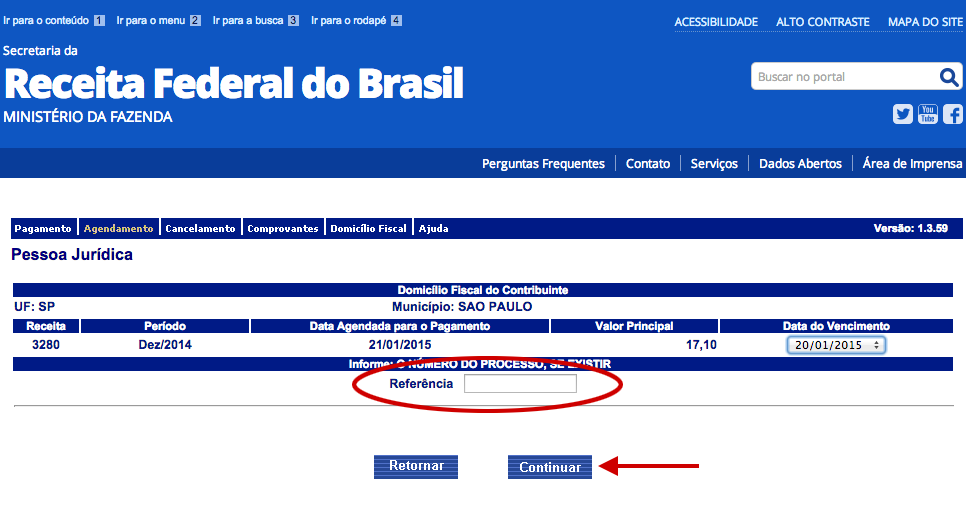 Ir para o conteúdo 1 Ir para o menu 2 Ir para a busca 3 Ir para o rodapé 4
ACESSIBILIDADE ALTO CONTRASTE MAPA DO SITE
Secretaria da
Receita Federal do Brasil
MINISTÉRIO DA FAZENDA
Buscar no portal
You Tube
Perguntas Frequentes Contato Serviços Dados Abertos Área de Imprensa
Pagamento Agendamento Cancelamento Comprovantes Domicílio Fiscal Ajuda Versão: 1.3.59
Pessoa Jurídica
Domicílio Fiscal do Contribuinte
UF: SP Município: SAO PAULO
Receita Período Data Agendada para o Pagamento Valor Principal Data do Vencimento
3280 Dez/2014 21/01/2015 17,10 20/01/2015
Informe: O NÚMERO DO PROCESSO, SE EXISTIR
Referência
Retornar Continuar